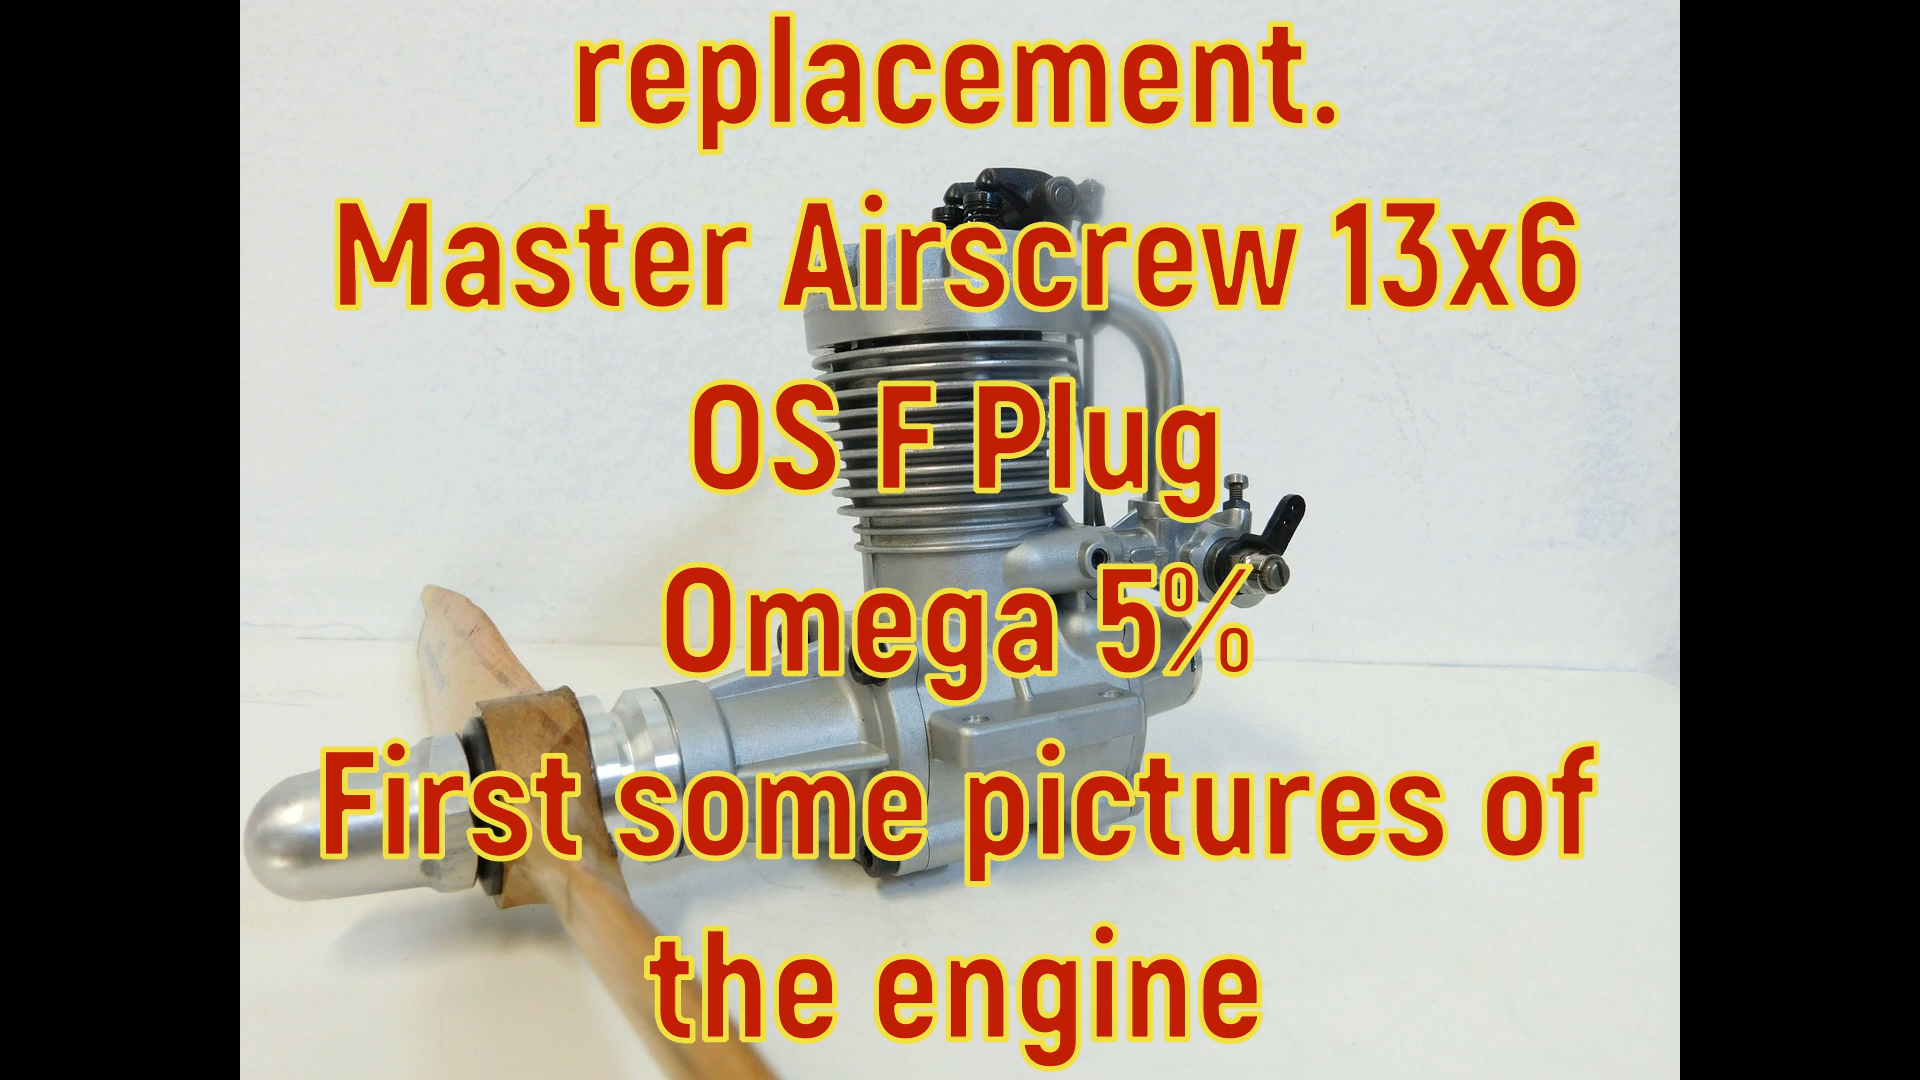 replacement.
Master Airscrew 13x6
OS F Plug
Omega 5%
First some pictures of
the engine